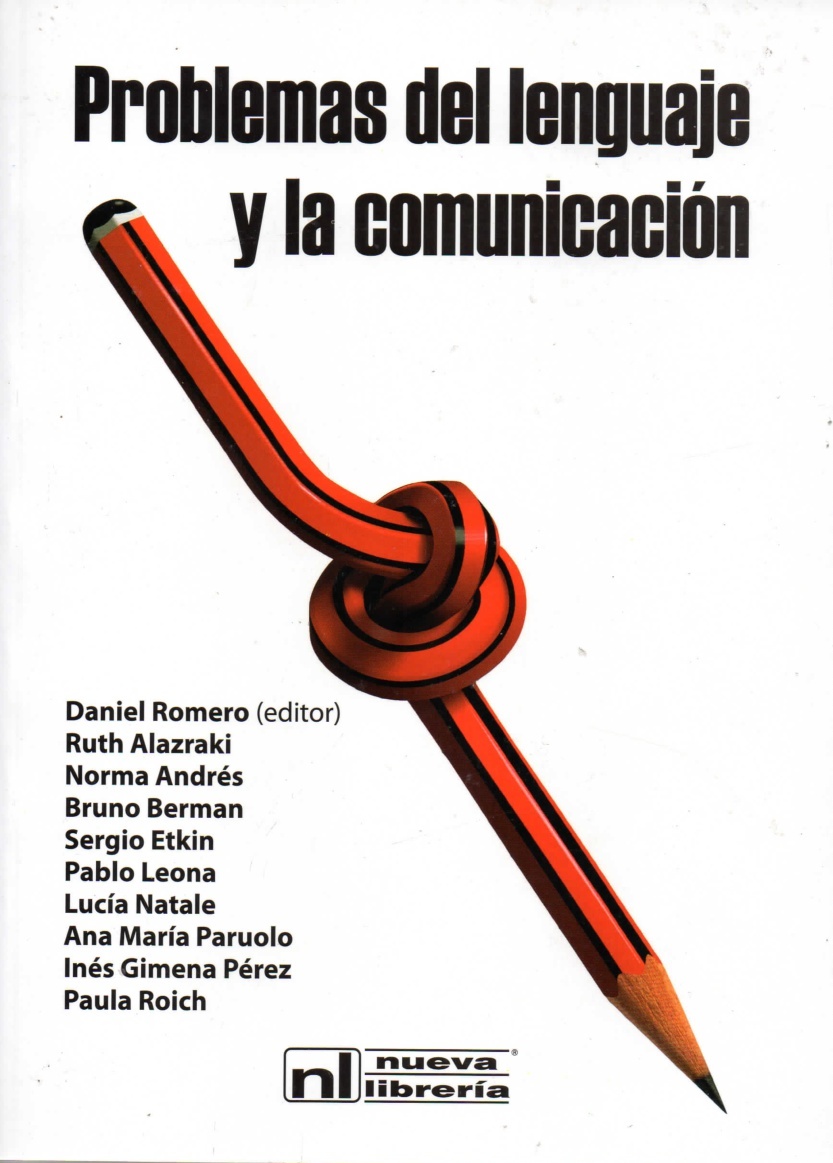 Problemas del lenguaje
y la comunicación
Daniel Romero (editor)
Ruth Alazraki
Norma Andrés
Bruno Berman
Sergio Etkin
Pablo Leona
Lucía Natale
Ana María Paruolo
Inés Gimena Pérez
Paula Roich
nl nueva ®
librería